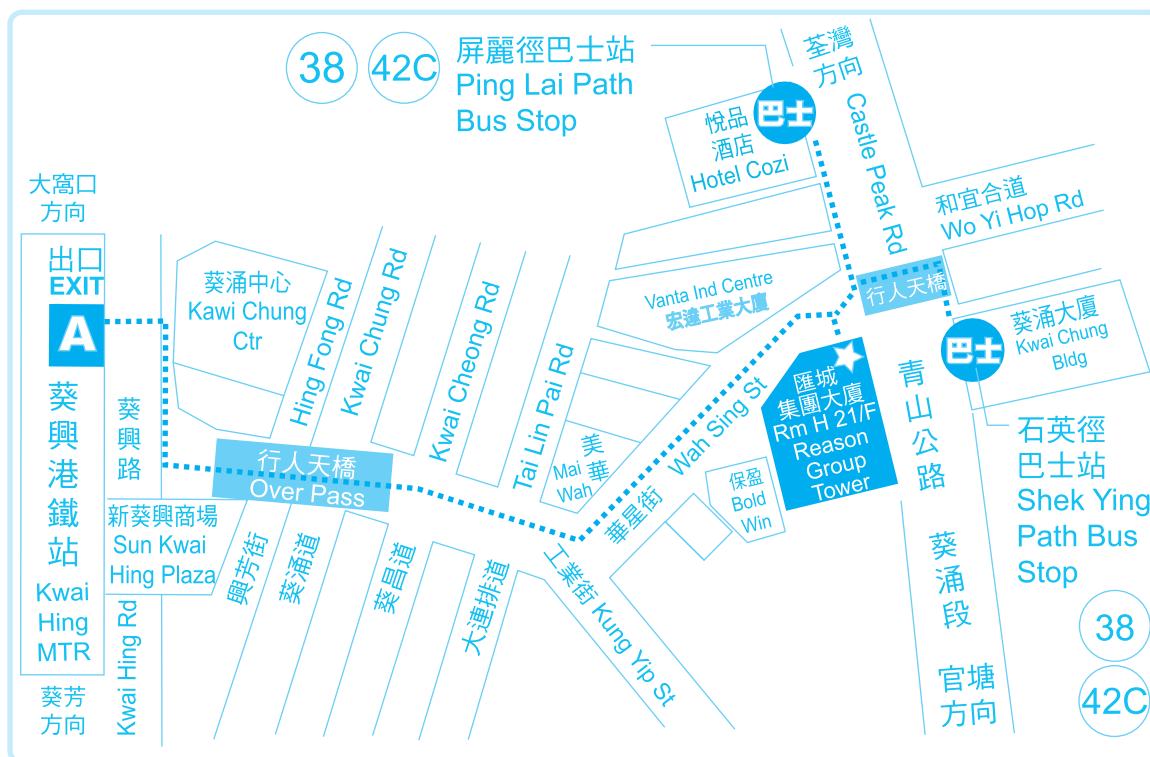 38
42C
屏麗徑巴士站
Ping Lai Path
Bus Stop
荃灣
方向
Castle Peak Rd
巴士
悅品
酒店
Hotel Cozi
和宜合道
Wo Yi Hop Rd
大窩口
方向
出口
EXIT
A
葵興港鐵站
Kwai
Hing
MTR
葵芳
方向
葵興路
Kwai Hing Rd
葵涌中心
Kawi Chung
Ctr
Hing Fong Rd
Kwai Chung Rd
Kwai Cheong Rd
Tai Lin Pai Rd
行人天橋
Over Pass
新葵興商場
Sun Kwai
Hing Plaza
興芳街
葵涌道
葵昌道
大連排道
工業街 Kung Yip St
美華
Mai
Wah
華星街
Wah Sing St
Vanta Ind Centre
宏達工業大廈
行人天橋
匯城
集團大廈
Rm H 21/F
Reason
Group
Tower
保盈
Bold
Win
巴士
葵涌大廈
Kwai Chung
Bldg
青山公路
葵涌段
官塘
方向
石英徑
巴士站
Shek Ying
Path Bus
Stop
38
42C